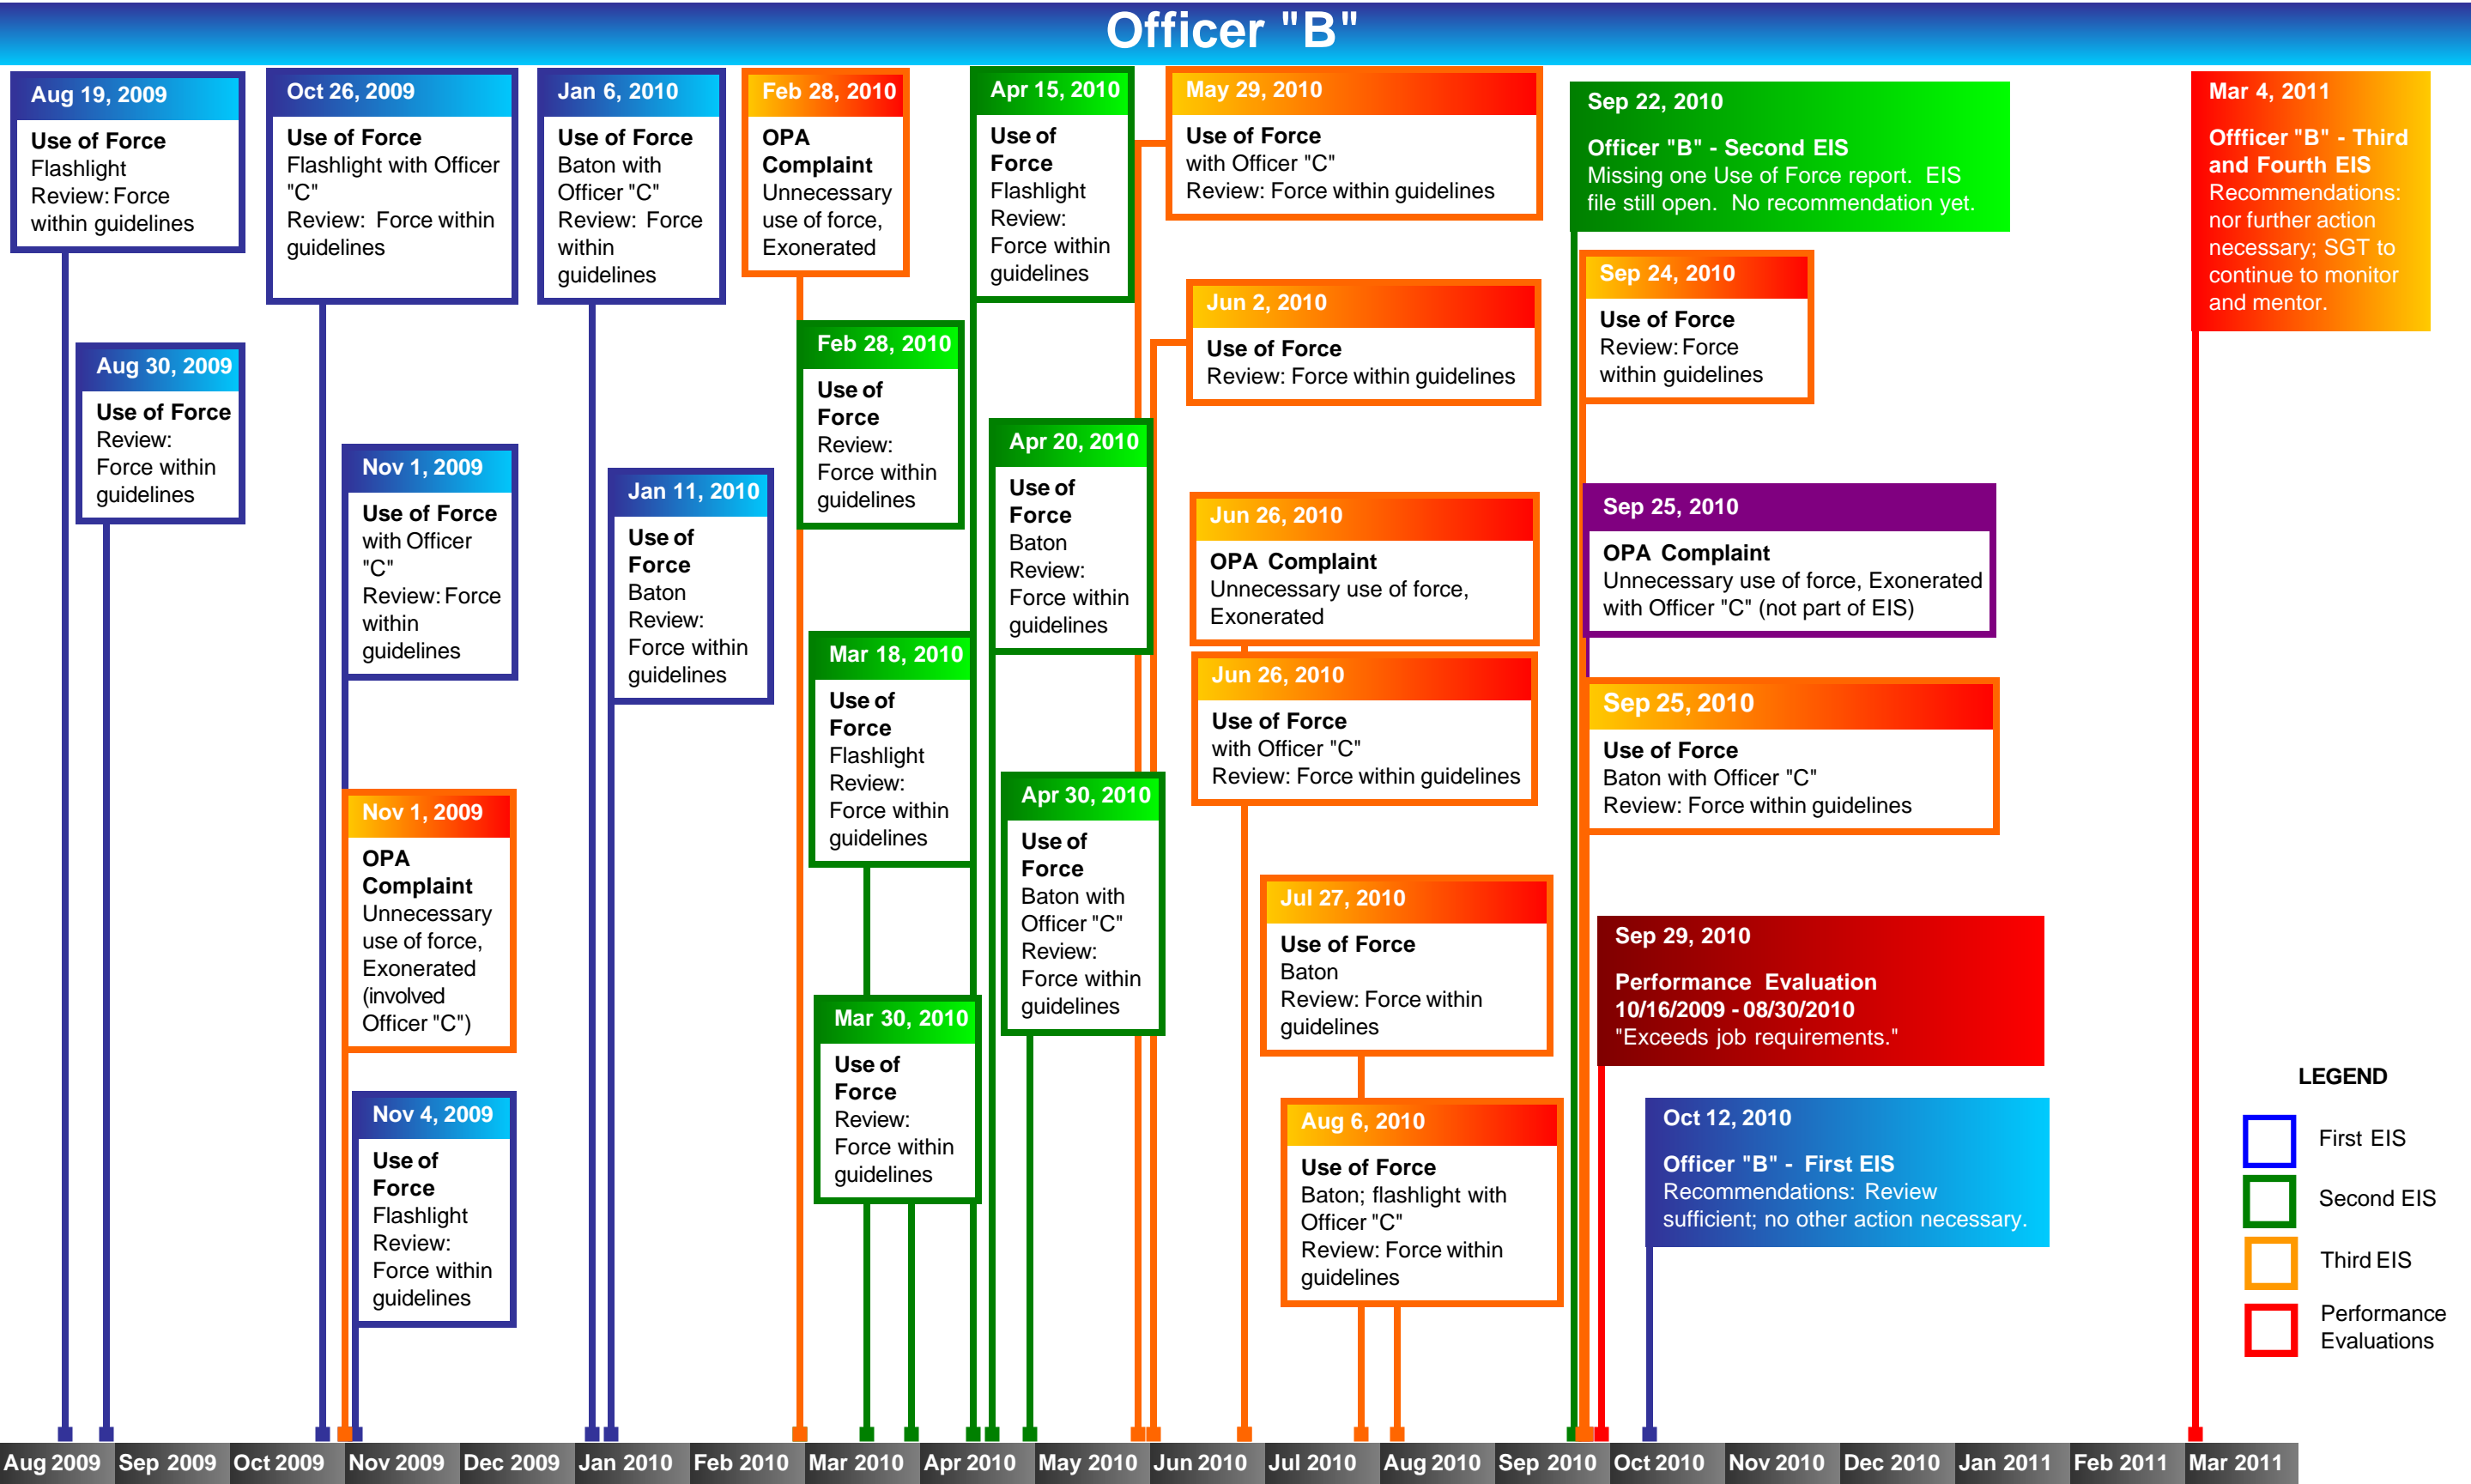 Officer "B"
Aug 19, 2009
Use of Force
Flashlight
Review: Force
within guidelines
Aug 30, 2009
Use of Force
Review:
Force within
guidelines
Oct 26, 2009
Use of Force
Flashlight with Officer
"C"
Review: Force within
guidelines
Nov 1, 2009
Use of Force
with Officer
"C"
Review: Force
within
guidelines
Nov 1, 2009
OPA
Complaint
Unnecessary
use of force,
Exonerated
(involved
Officer "C")
Nov 4, 2009
Use of
Force
Flashlight
Review:
Force within
guidelines
Jan 6, 2010
Use of Force
Baton with
Officer "C"
Review: Force
within
guidelines
Jan 11, 2010
Use of
Force
Baton
Review:
Force within
guidelines
Feb 28, 2010
OPA
Complaint
Unnecessary
use of force,
Exonerated
Feb 28, 2010
Use of
Force
Review:
Force within
guidelines
Mar 18, 2010
Use of
Force
Flashlight
Review:
Force within
guidelines
Mar 30, 2010
Use of
Force
Review:
Force within
guidelines
Apr 15, 2010
Use of
Force
Flashlight
Review:
Force within
guidelines
Apr 20, 2010
Use of
Force
Baton
Review:
Force within
guidelines
Apr 30, 2010
Use of
Force
Baton with
Officer "C"
Review:
Force within
guidelines
May 29, 2010
Use of Force
with Officer "C"
Review: Force within guidelines
Jun 2, 2010
Use of Force
Review: Force within guidelines
Jun 26, 2010
OPA Complaint
Unnecessary use of force,
Exonerated
Jun 26, 2010
Use of Force
with Officer "C"
Review: Force within guidelines
Jul 27, 2010
Use of Force
Baton
Review: Force within
guidelines
Aug 6, 2010
Use of Force
Baton; flashlight with
Officer "C"
Review: Force within
guidelines
Sep 22, 2010
Officer "B" - Second EIS
Missing one Use of Force report. EIS
file still open. No recommendation yet.
Sep 24, 2010
Use of Force
Review: Force
within guidelines
Sep 25, 2010
OPA Complaint
Unnecessary use of force, Exonerated
with Officer "C" (not part of EIS)
Sep 25, 2010
Use of Force
Baton with Officer "C"
Review: Force within guidelines
Sep 29, 2010
Performance Evaluation
10/16/2009 - 08/30/2010
"Exceeds job requirements."
Oct 12, 2010
Officer "B" - First EIS
Recommendations: Review
sufficient; no other action necessary.
Mar 4, 2011
Offficer "B" - Third
and Fourth EIS
Recommendations:
nor further action
necessary; SGT to
continue to monitor
and mentor.
LEGEND
First EIS
Second EIS
Third EIS
Performance
Evaluations
Aug 2009 Sep 2009 Oct 2009 Nov 2009 Dec 2009 Jan 2010 Feb 2010 Mar 2010 Apr 2010 May 2010 Jun 2010 Jul 2010 Aug 2010 Sep 2010 Oct 2010 Nov 2010 Dec 2010 Jan 2011 Feb 2011 Mar 2011